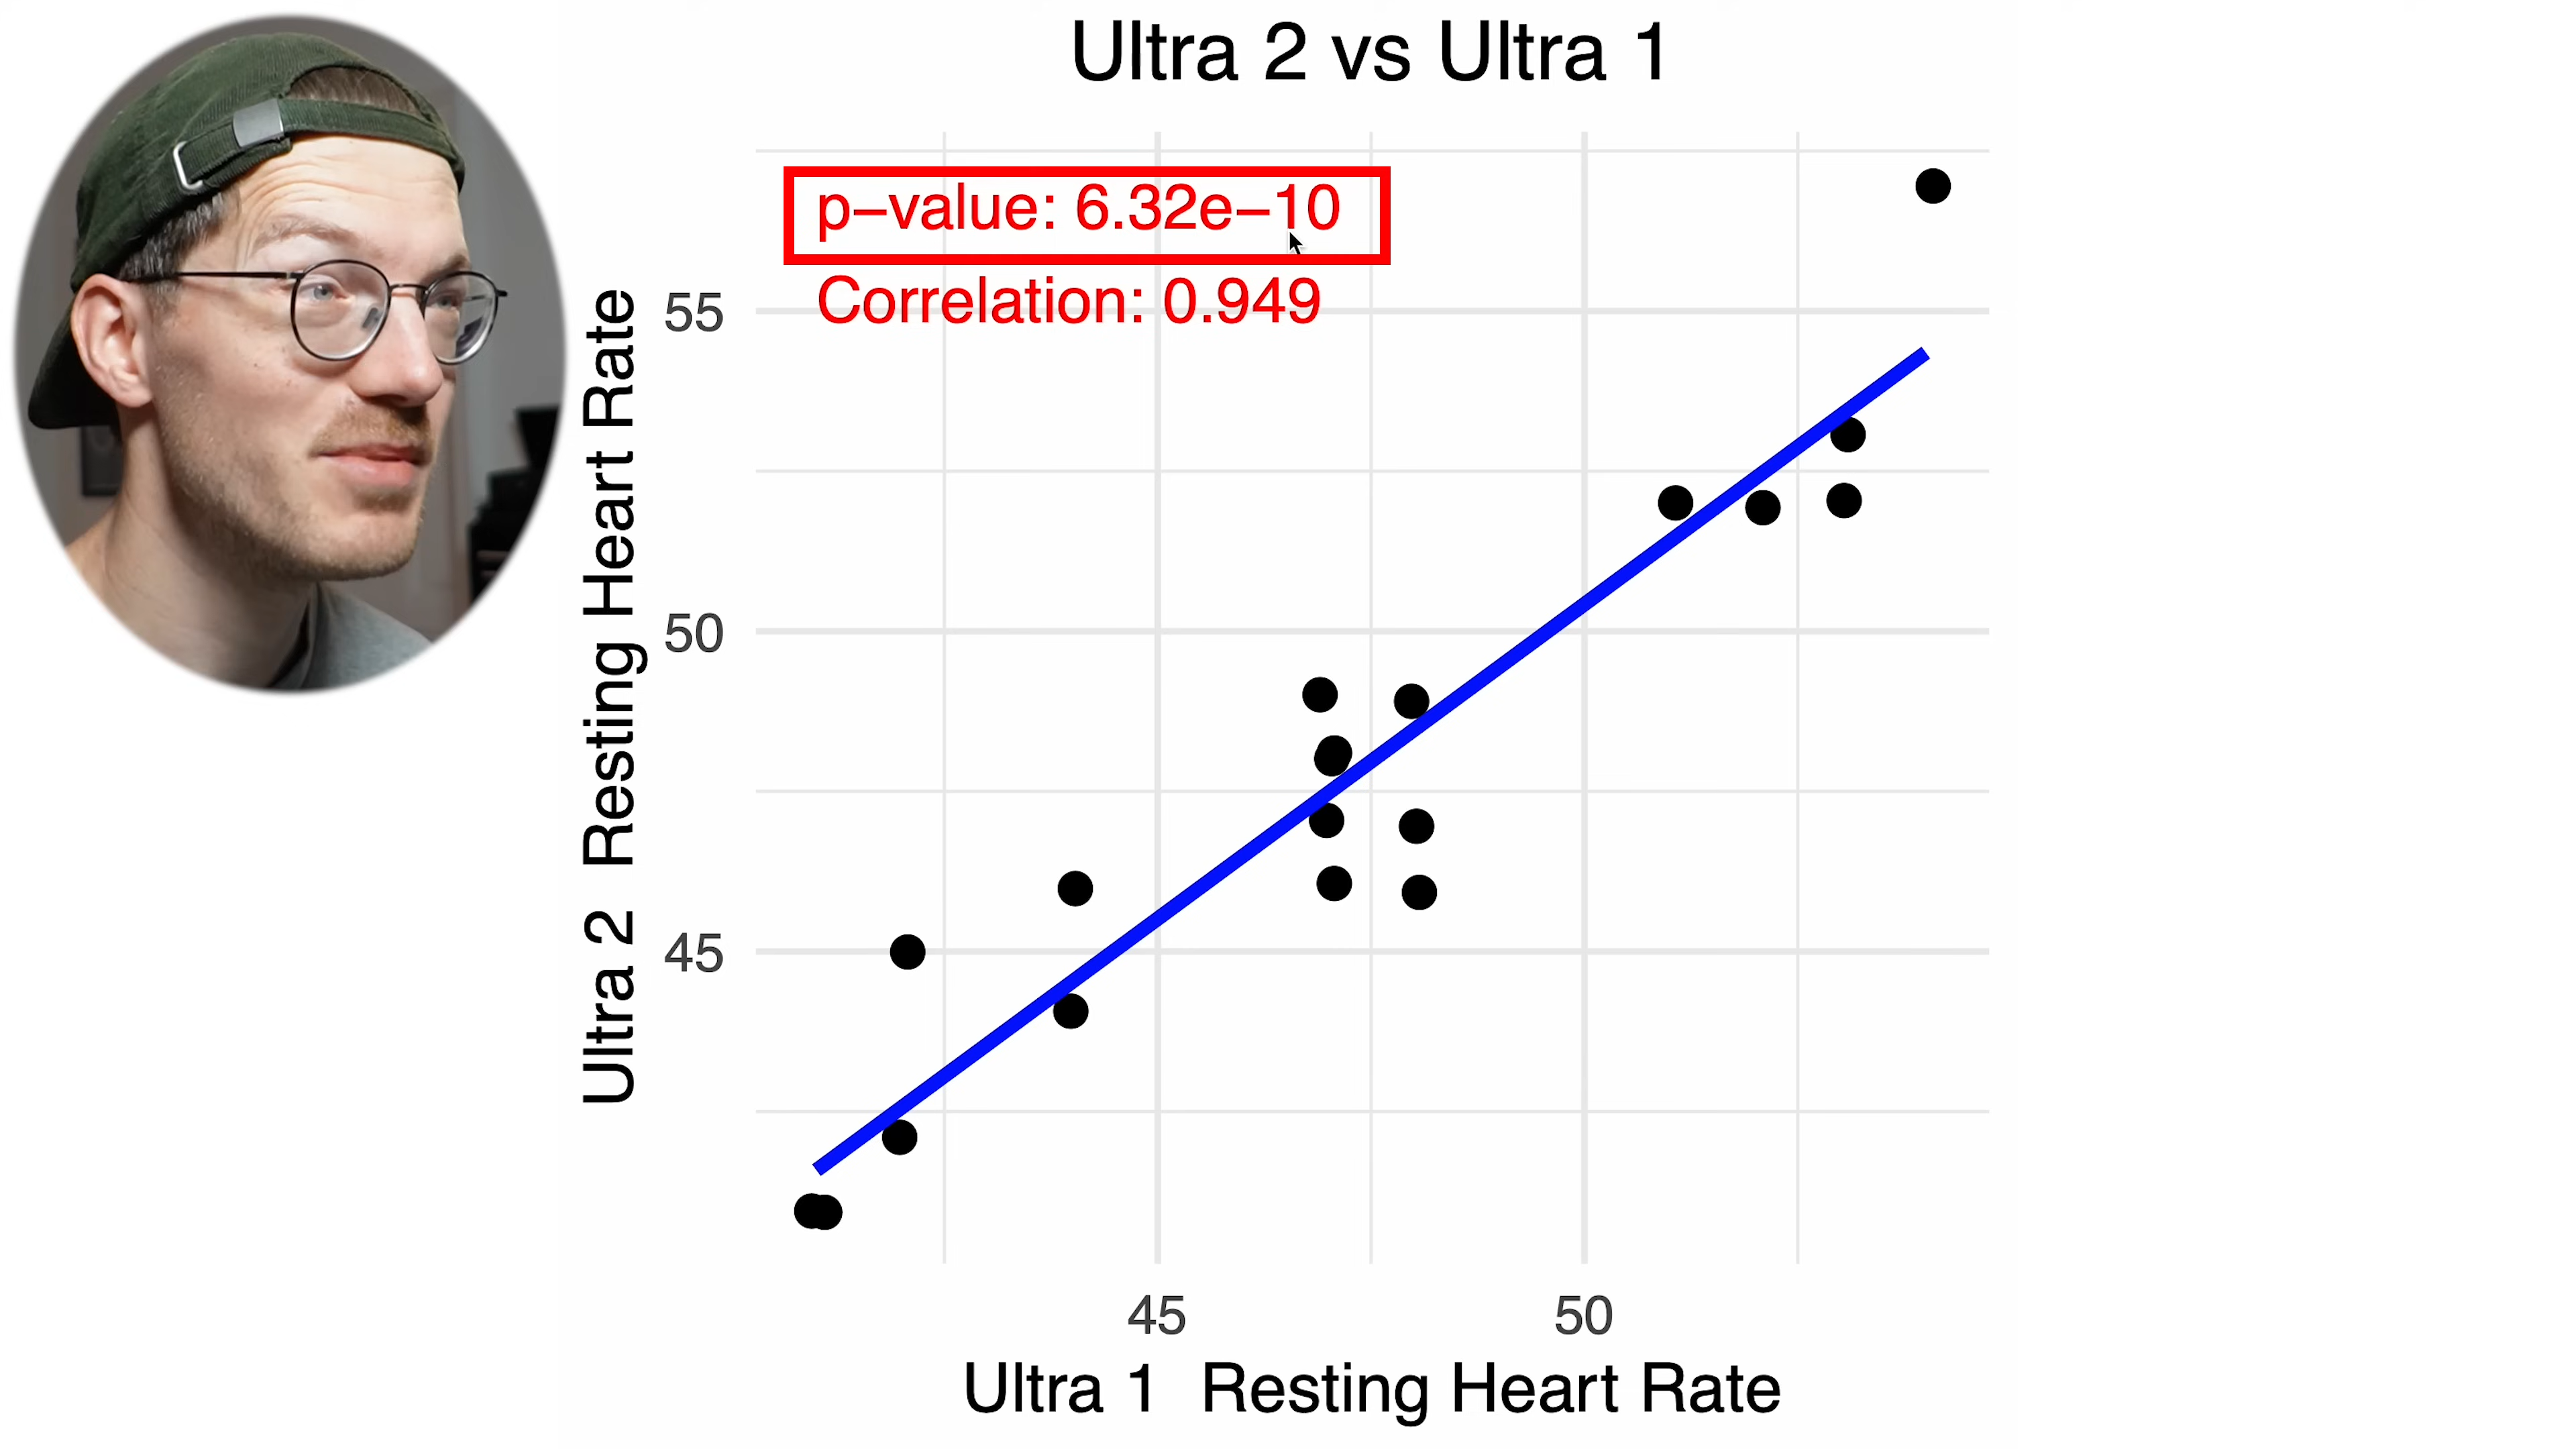 Ultra 2 vs Ultra 1
p–value: 6.32e–10
Correlation: 0.949
Ultra 2 Resting Heart Rate
55
50
45
45
50
Ultra 1 Resting Heart Rate